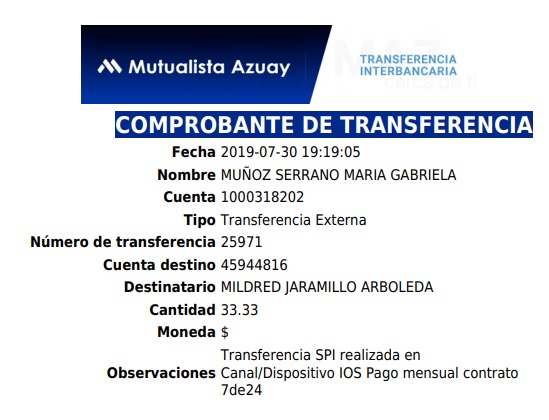 Mutualista Azuay
TRANSFERENCIA
INTERBANCARIA
COMPROBANTE DE TRANSFERENCIA
Fecha 2019-07-30 19:19:05
Nombre MUÑOZ SERRANO MARIA GABRIELA
Cuenta 1000318202
Tipo Transferencia Externa
Número de transferencia 25971
Cuenta destino 45944816
Destinatario MILDRED JARAMILLO ARBOLEDA
Cantidad 33.33
Moneda $
Transferencia SPI realizada en
Observaciones Canal/Dispositivo IOS Pago mensual contrato
7de24